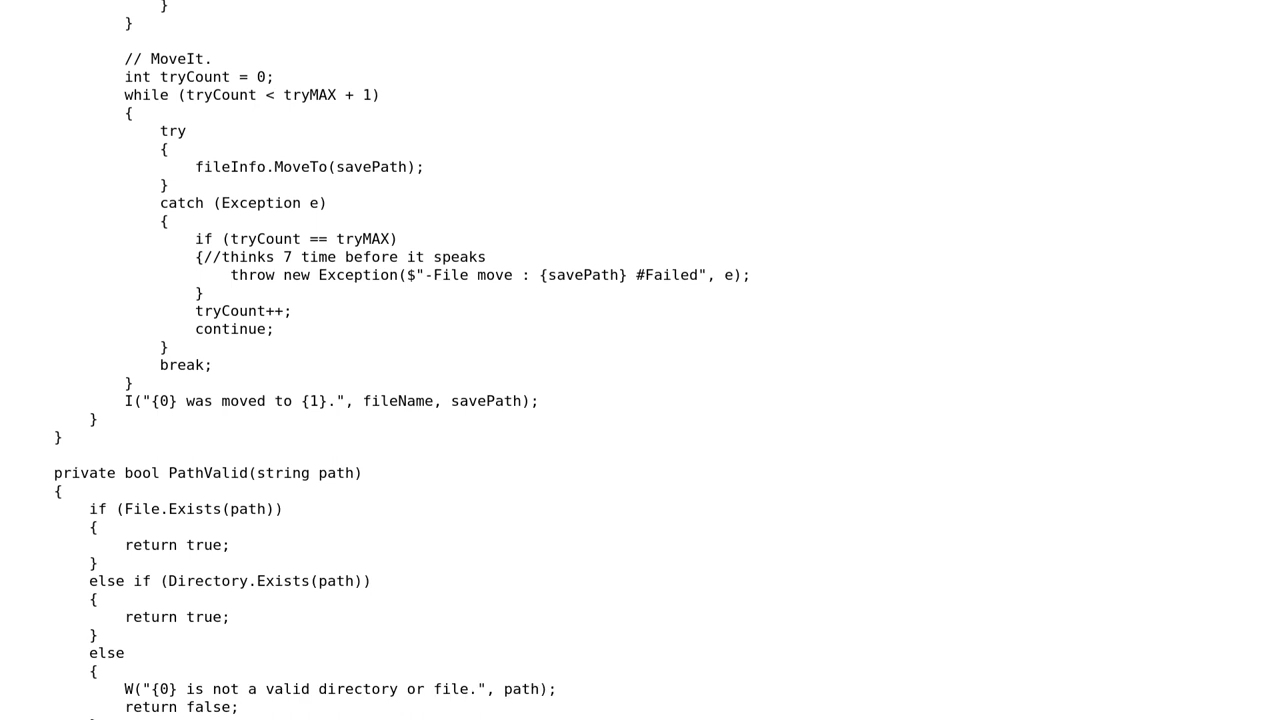 }
            }

            // MoveIt.
            int tryCount = 0;
            while (tryCount < tryMAX + 1)
            {
                try
                {
                    fileInfo.MoveTo(savePath);
                }
                catch (Exception e)
                {
                    if (tryCount == tryMAX)
                    {//thinks 7 time before it speaks
                        throw new Exception($"-File move : {savePath} #Failed", e);
                    }
                    tryCount++;
                    continue;
                }
                break;
            }
            I("{0} was moved to {1}.", fileName, savePath);
        }
    }

    private bool PathValid(string path)
    {
        if (File.Exists(path))
        {
            return true;
        }
        else if (Directory.Exists(path))
        {
            return true;
        }
        else
        {
            W("{0} is not a valid directory or file.", path);
            return false;